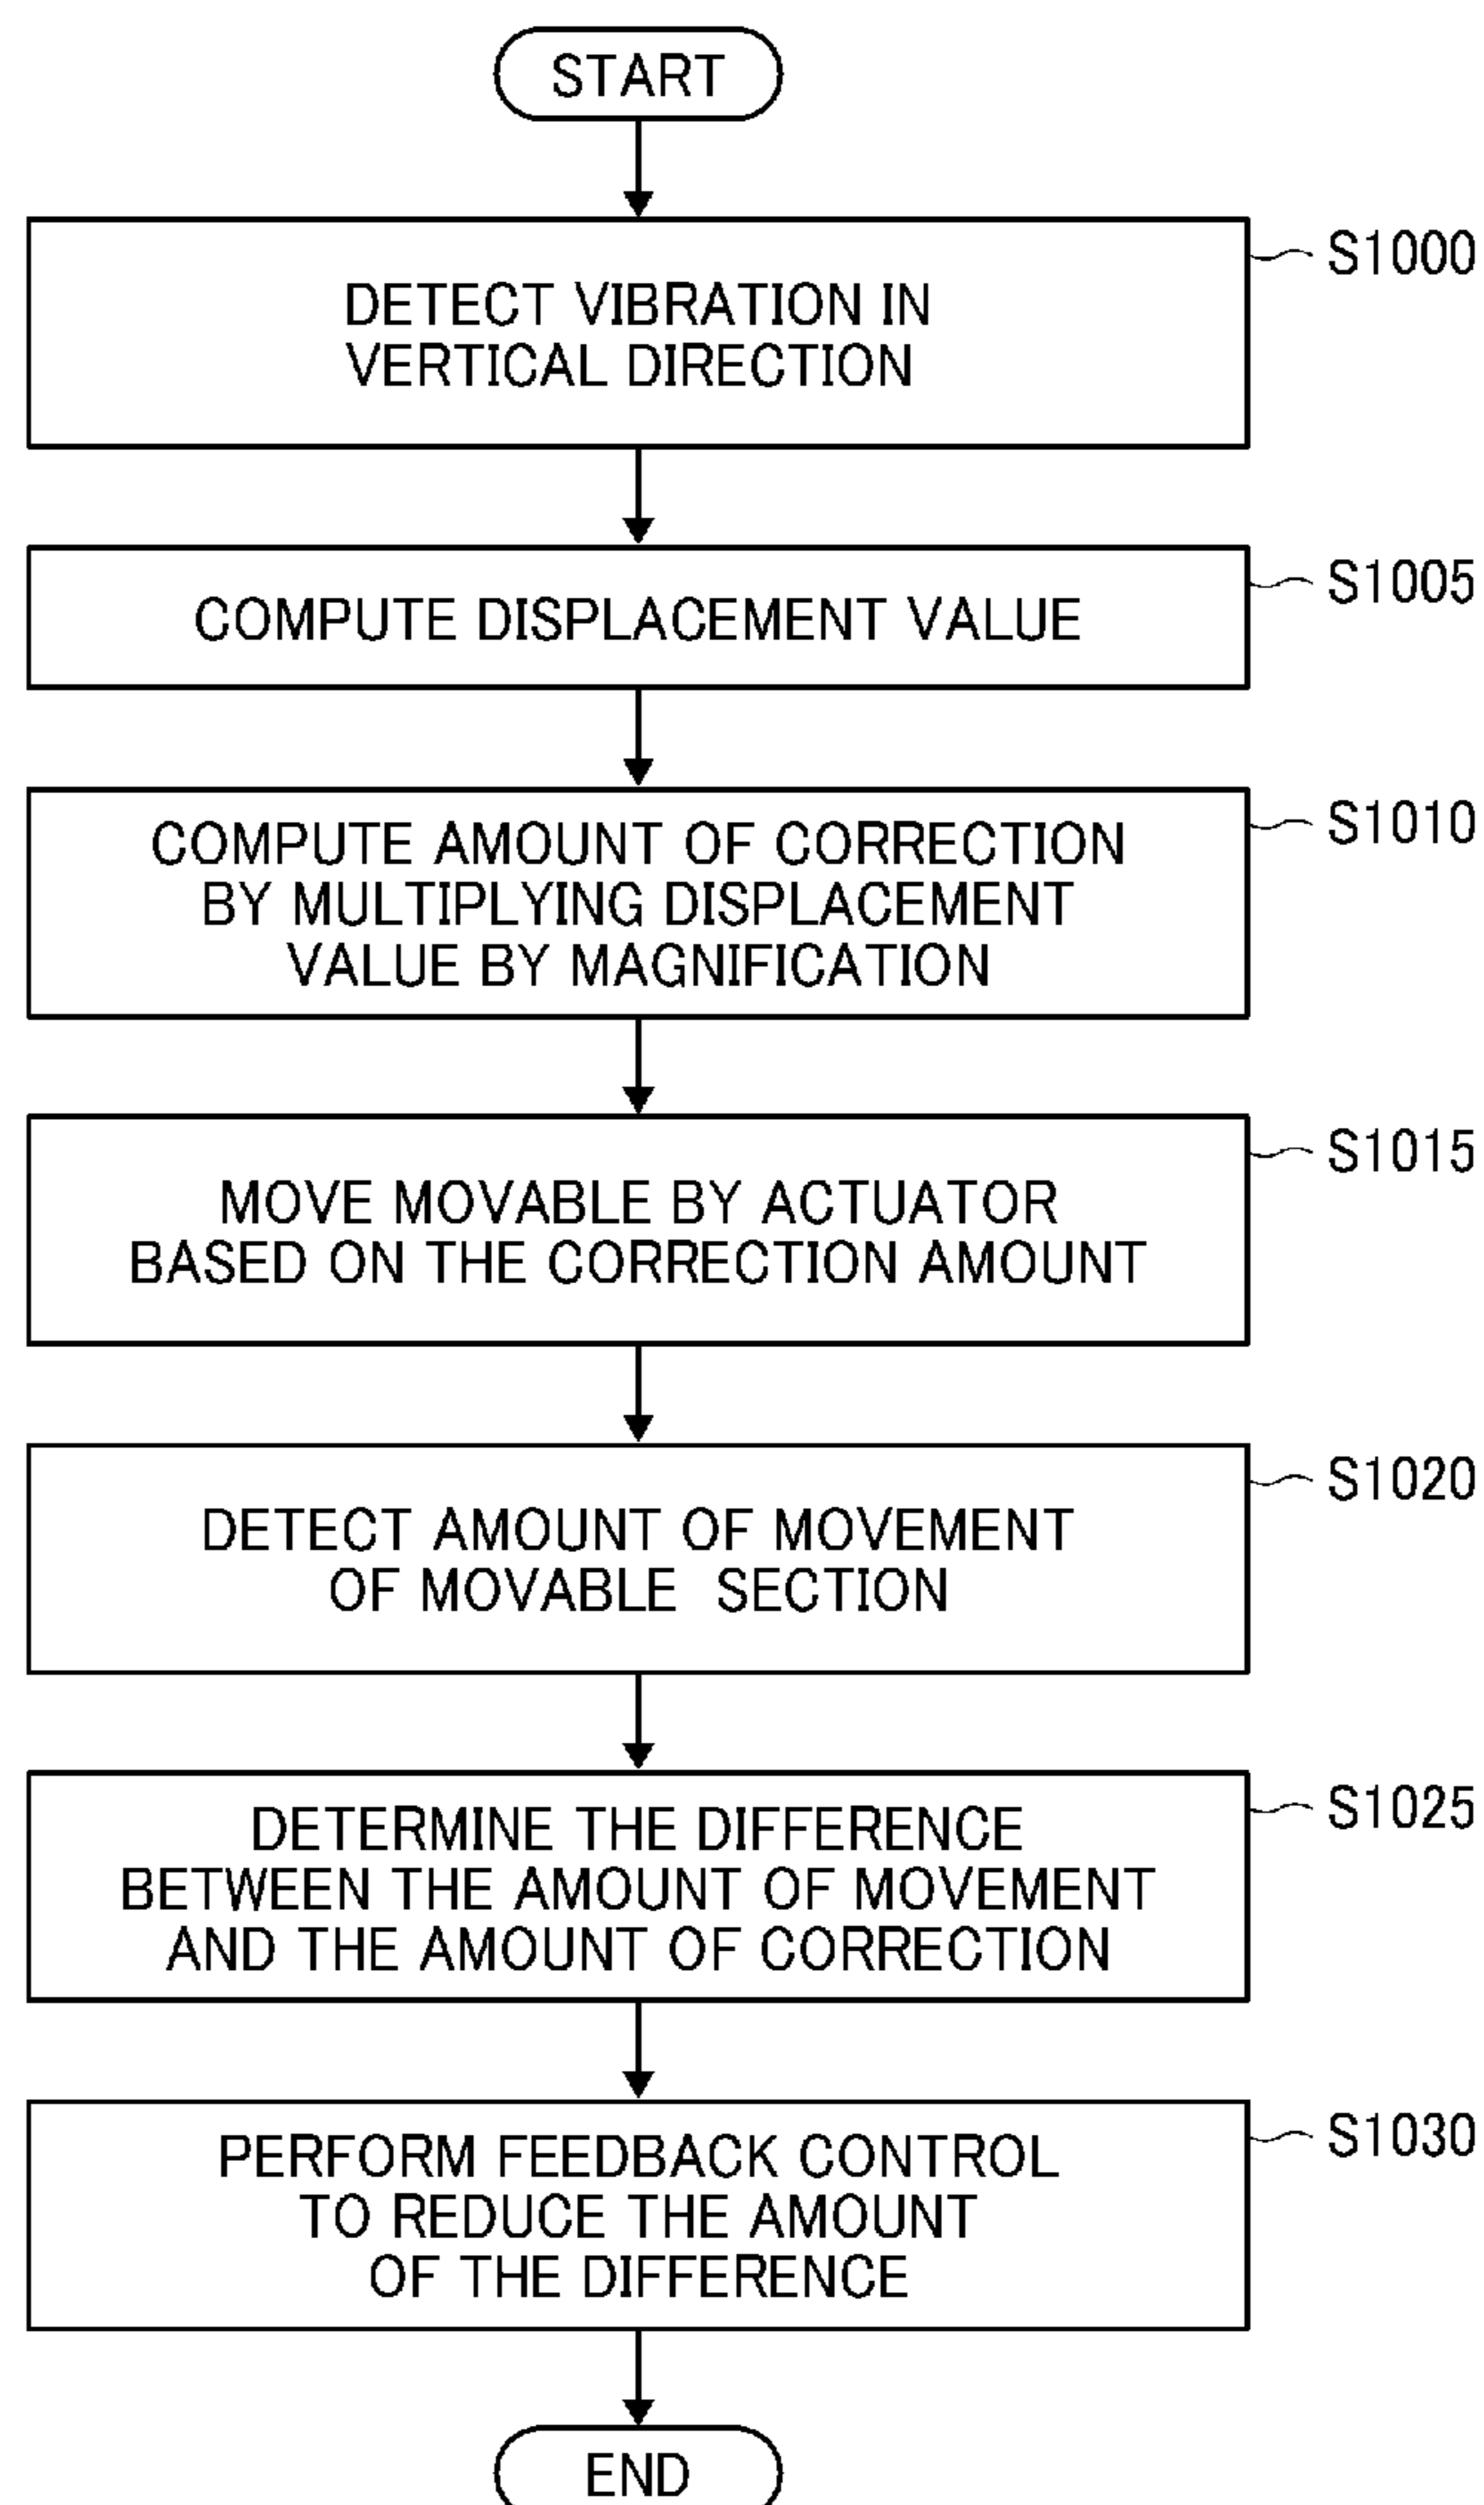 START
S1000
DETECT VIBRATION IN
VERTICAL DIRECTION
S1005
COMPUTE DISPLACEMENT VALUE
S1010
COMPUTE AMOUNT OF CORRECTION
BY MULTIPLYING DISPLACEMENT
VALUE BY MAGNIFICATION
S1015
MOVE MOVABLE BY ACTUATOR
BASED ON THE CORRECTION AMOUNT
S1020
DETECT AMOUNT OF MOVEMENT
OF MOVABLE SECTION
S1025
DETERMINE THE DIFFERENCE
BETWEEN THE AMOUNT OF MOVEMENT
AND THE AMOUNT OF CORRECTION
S1030
PERFORM FEEDBACK CONTROL
TO REDUCE THE AMOUNT
OF THE DIFFERENCE
END